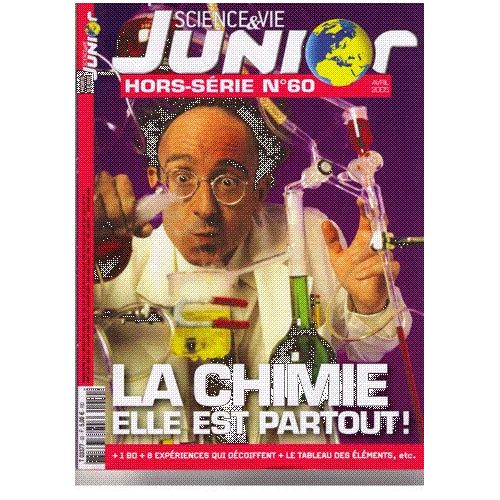 SCIENCE&VIE
JUNIOR
HORS-SÉRIE N°60
AVRIL
2005
JUNIOR
LA CHIMIE
ELLE EST PARTOUT!
+ 1 BD + 8 EXPÉRIENCES QUI DÉCOIFFENT + LE TABLEAU DES ÉLÉMENTS, etc.